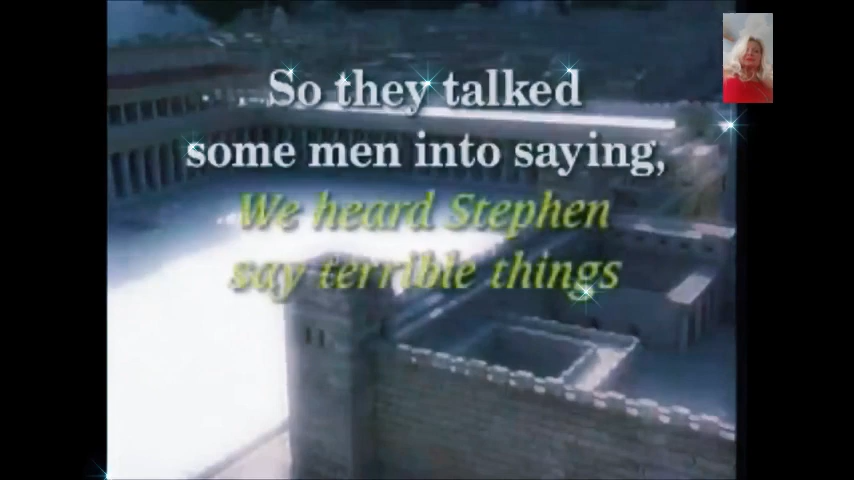 So they talked
some men into saying,
We heard Stephen
say terrible things